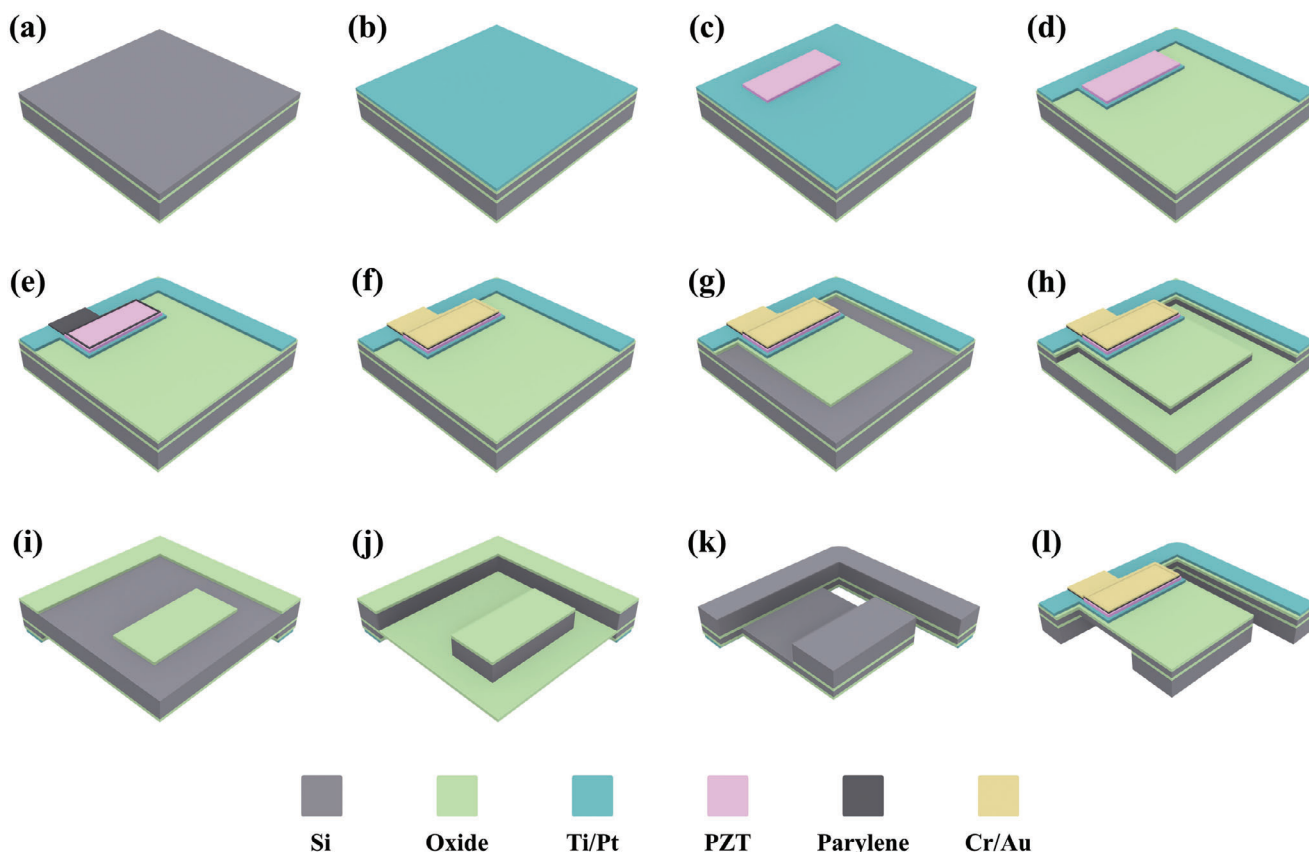 (a) (b) (c) (d)
(e) (f) (g) (h)
(i) (j) (k) (l)
Si Oxide Ti/Pt PZT Parylene Cr/Au